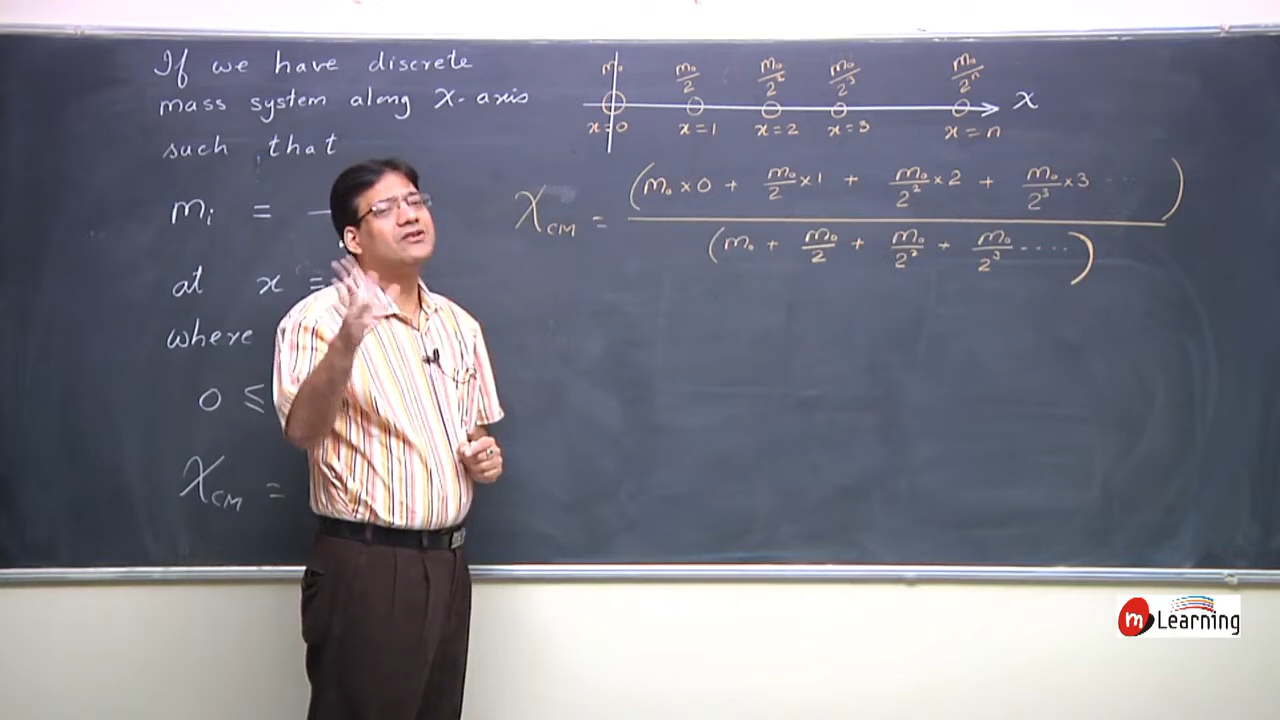 If we have discrete
mass system along X-axis
such that
mᵢ = —
at x =
where
0 ≤
X_CM =
m₀ m₀/2 m₀/2² m₀/2³ m₀/2ⁿ
x
x=0 x=1 x=2 x=3 x=n
X_CM = (m₀×0 + m₀/2 ×1 + m₀/2² ×2 + m₀/2³ ×3 ...) / (m₀ + m₀/2 + m₀/2² + m₀/2³ ....)
m Learning